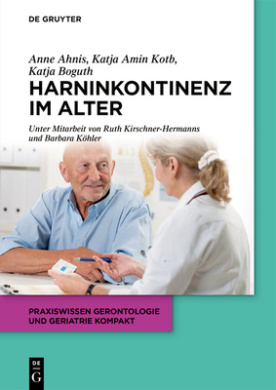 DE GRUYTER
Anne Ahnis, Katja Amin Kotb,
Katja Boguth
HARNINKONTINENZ
IM ALTER
Unter Mitarbeit von Ruth Kirschner-Hermanns
und Barbara Köhler
PRAXISWISSEN GERONTOLOGIE
UND GERIATRIE KOMPAKT
DE
G